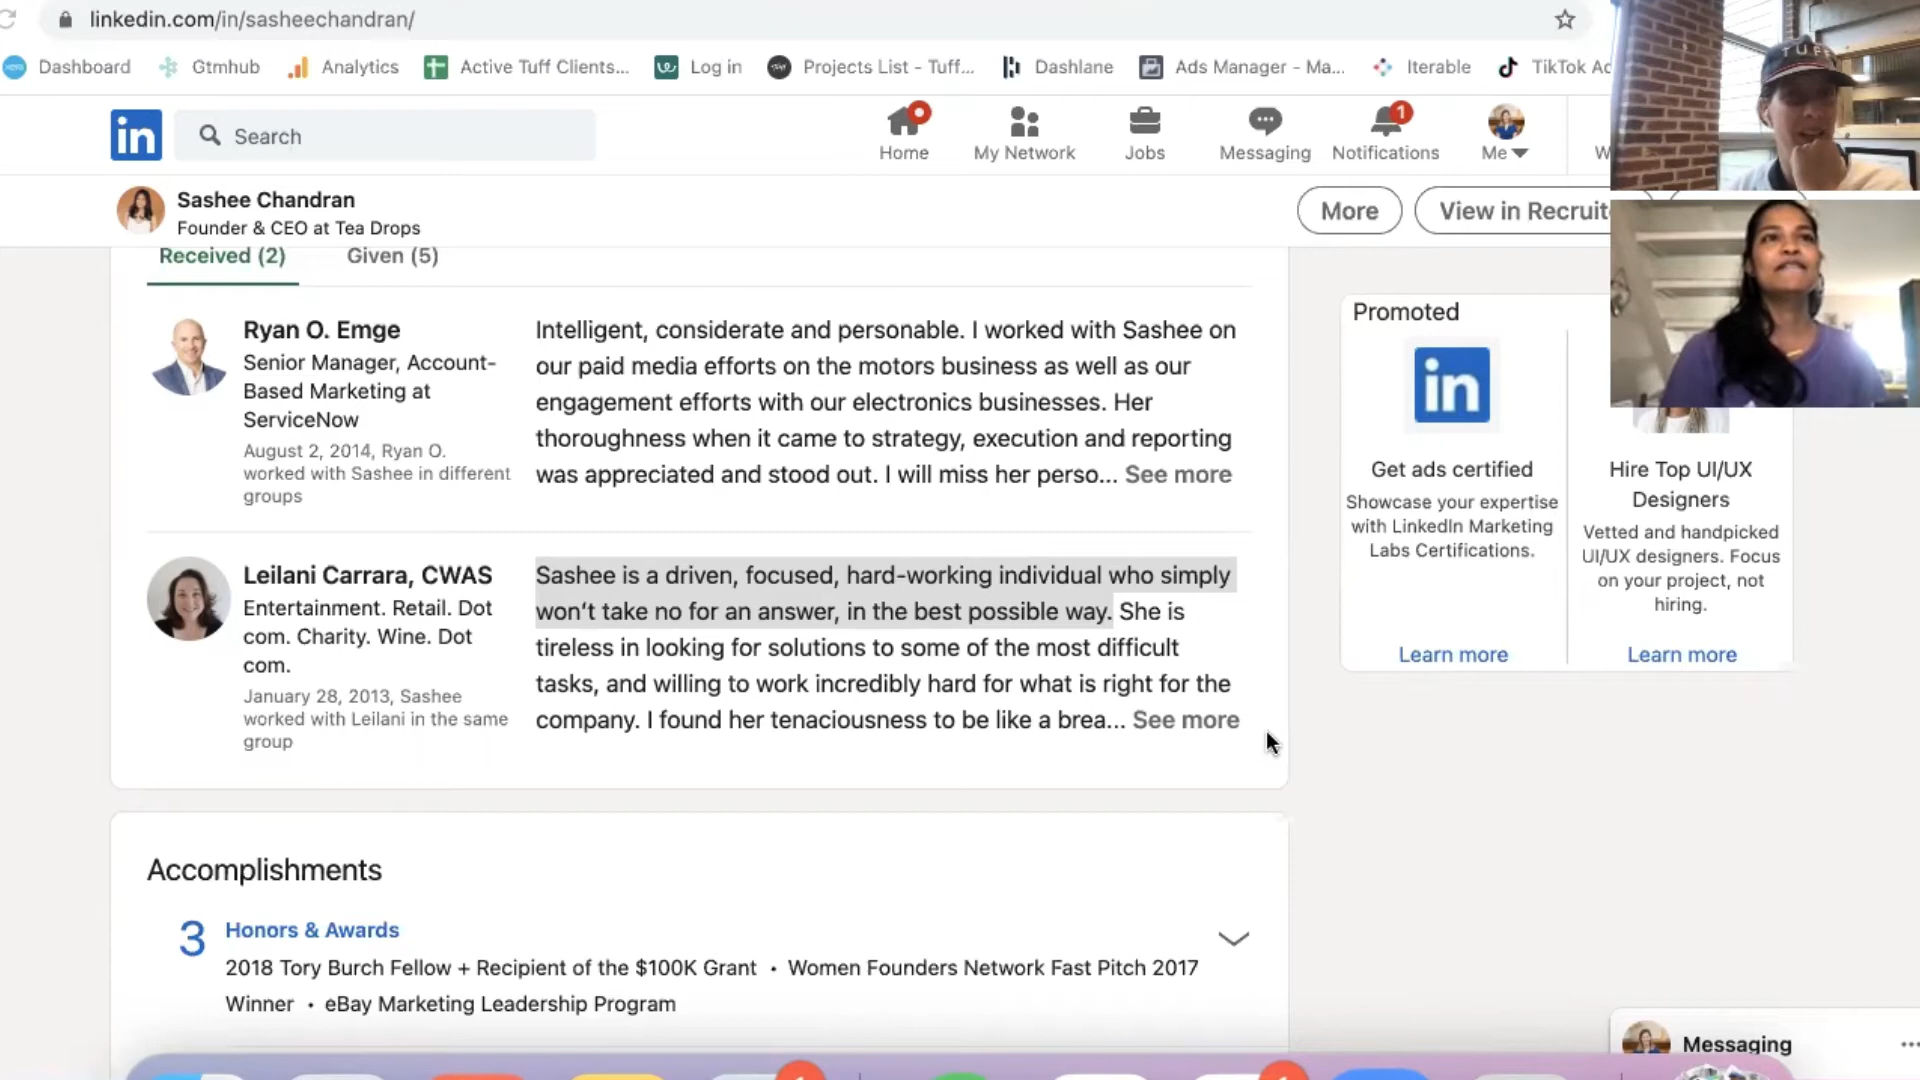 linkedin.com/in/sasheechandran/
Dashboard
Gtmhub
Analytics
Active Tuff Clients...
Log in
Projects List - Tuff...
Dashlane
Ads Manager - Ma...
Iterable
TikTok Ad
in
Search
Home
My Network
Jobs
Messaging
1
Notifications
Me
W
TUFF
Sashee Chandran
Founder & CEO at Tea Drops
More
View in Recruit
Received (2)
Given (5)
Ryan O. Emge
Senior Manager, Account-
Based Marketing at
ServiceNow
August 2, 2014, Ryan O.
worked with Sashee in different
groups
Intelligent, considerate and personable. I worked with Sashee on
our paid media efforts on the motors business as well as our
engagement efforts with our electronics businesses. Her
thoroughness when it came to strategy, execution and reporting
was appreciated and stood out. I will miss her perso... See more
Leilani Carrara, CWAS
Entertainment. Retail. Dot
com. Charity. Wine. Dot
com.
January 28, 2013, Sashee
worked with Leilani in the same
group
Sashee is a driven, focused, hard-working individual who simply
won't take no for an answer, in the best possible way. She is
tireless in looking for solutions to some of the most difficult
tasks, and willing to work incredibly hard for what is right for the
company. I found her tenaciousness to be like a brea... See more
Promoted
in
Get ads certified
Showcase your expertise
with LinkedIn Marketing
Labs Certifications.
Learn more
Hire Top UI/UX
Designers
Vetted and handpicked
UI/UX designers. Focus
on your project, not
hiring.
Learn more
Accomplishments
3
Honors & Awards
2018 Tory Burch Fellow + Recipient of the $100K Grant • Women Founders Network Fast Pitch 2017
Winner • eBay Marketing Leadership Program
Messaging